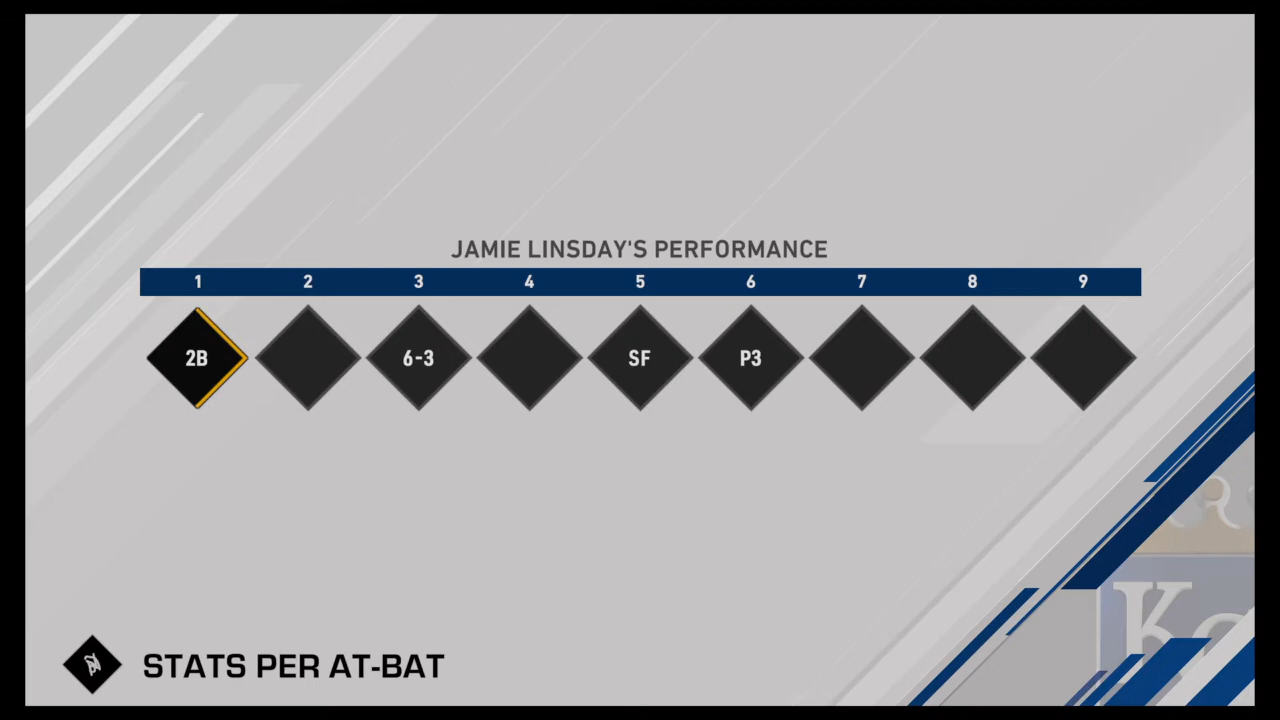 JAMIE LINSDAY'S PERFORMANCE
1 2 3 4 5 6 7 8 9
2B 6-3 SF P3
STATS PER AT-BAT